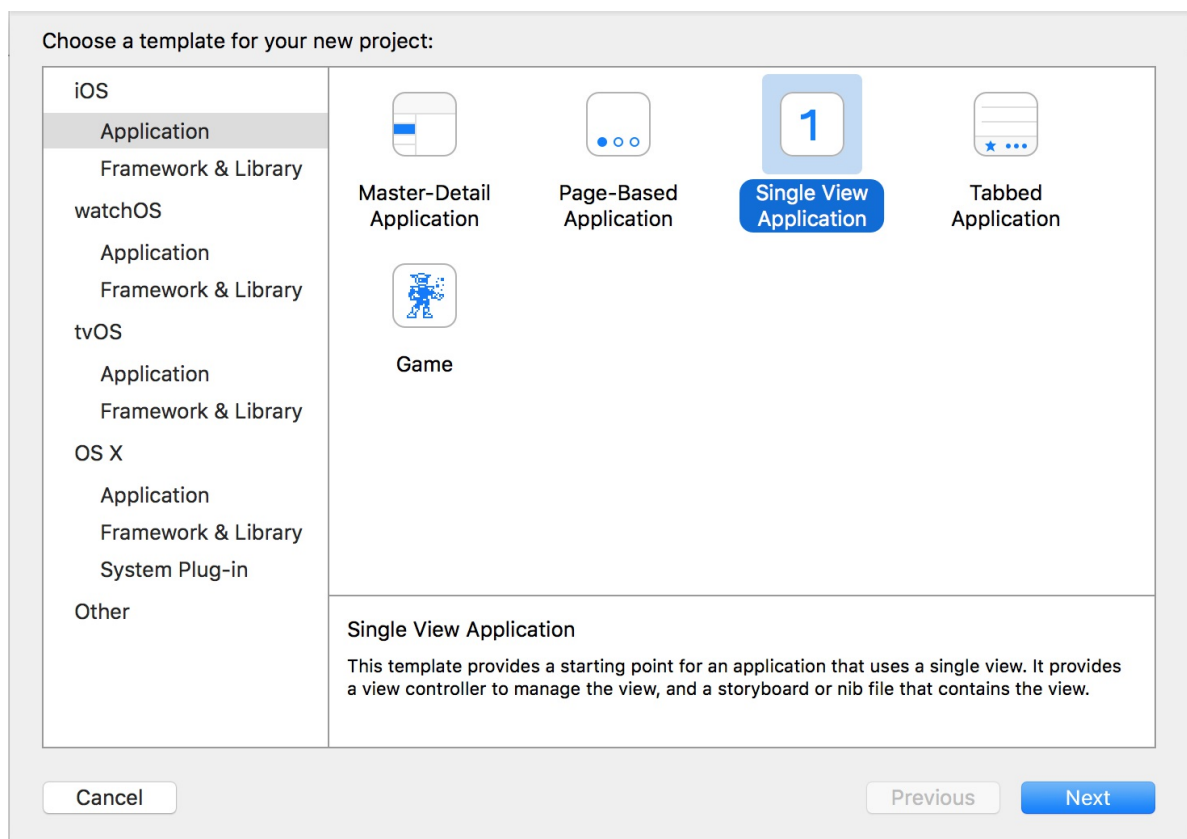 Choose a template for your new project:
iOS
Application
Framework & Library
watchOS
Application
Framework & Library
tvOS
Application
Framework & Library
OS X
Application
Framework & Library
System Plug-in
Other
Master-Detail
Application
Page-Based
Application
1
Single View
Application
Tabbed
Application
Game
Single View Application
This template provides a starting point for an application that uses a single view. It provides
a view controller to manage the view, and a storyboard or nib file that contains the view.
Cancel
Previous
Next